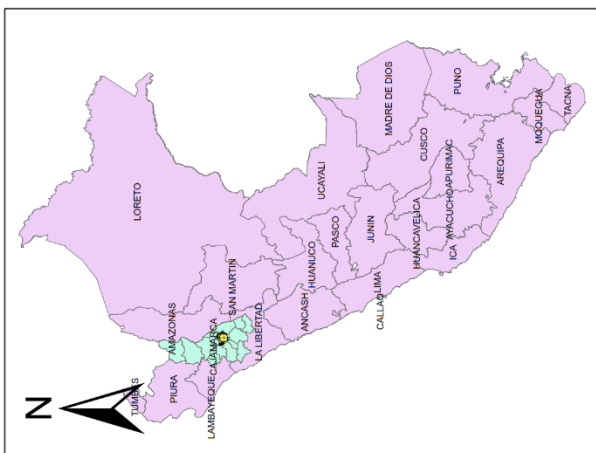 N
TUMBES
PIURA
LAMBAYEQUE
AMAZONAS
CAJAMARCA
LA LIBERTAD
SAN MARTIN
LORETO
ANCASH
HUANUCO
PASCO
UCAYALI
CALLAO
LIMA
JUNIN
HUANCAVELICA
ICA
AYACUCHO
APURIMAC
CUSCO
MADRE DE DIOS
AREQUIPA
PUNO
MOQUEGUA
TACNA